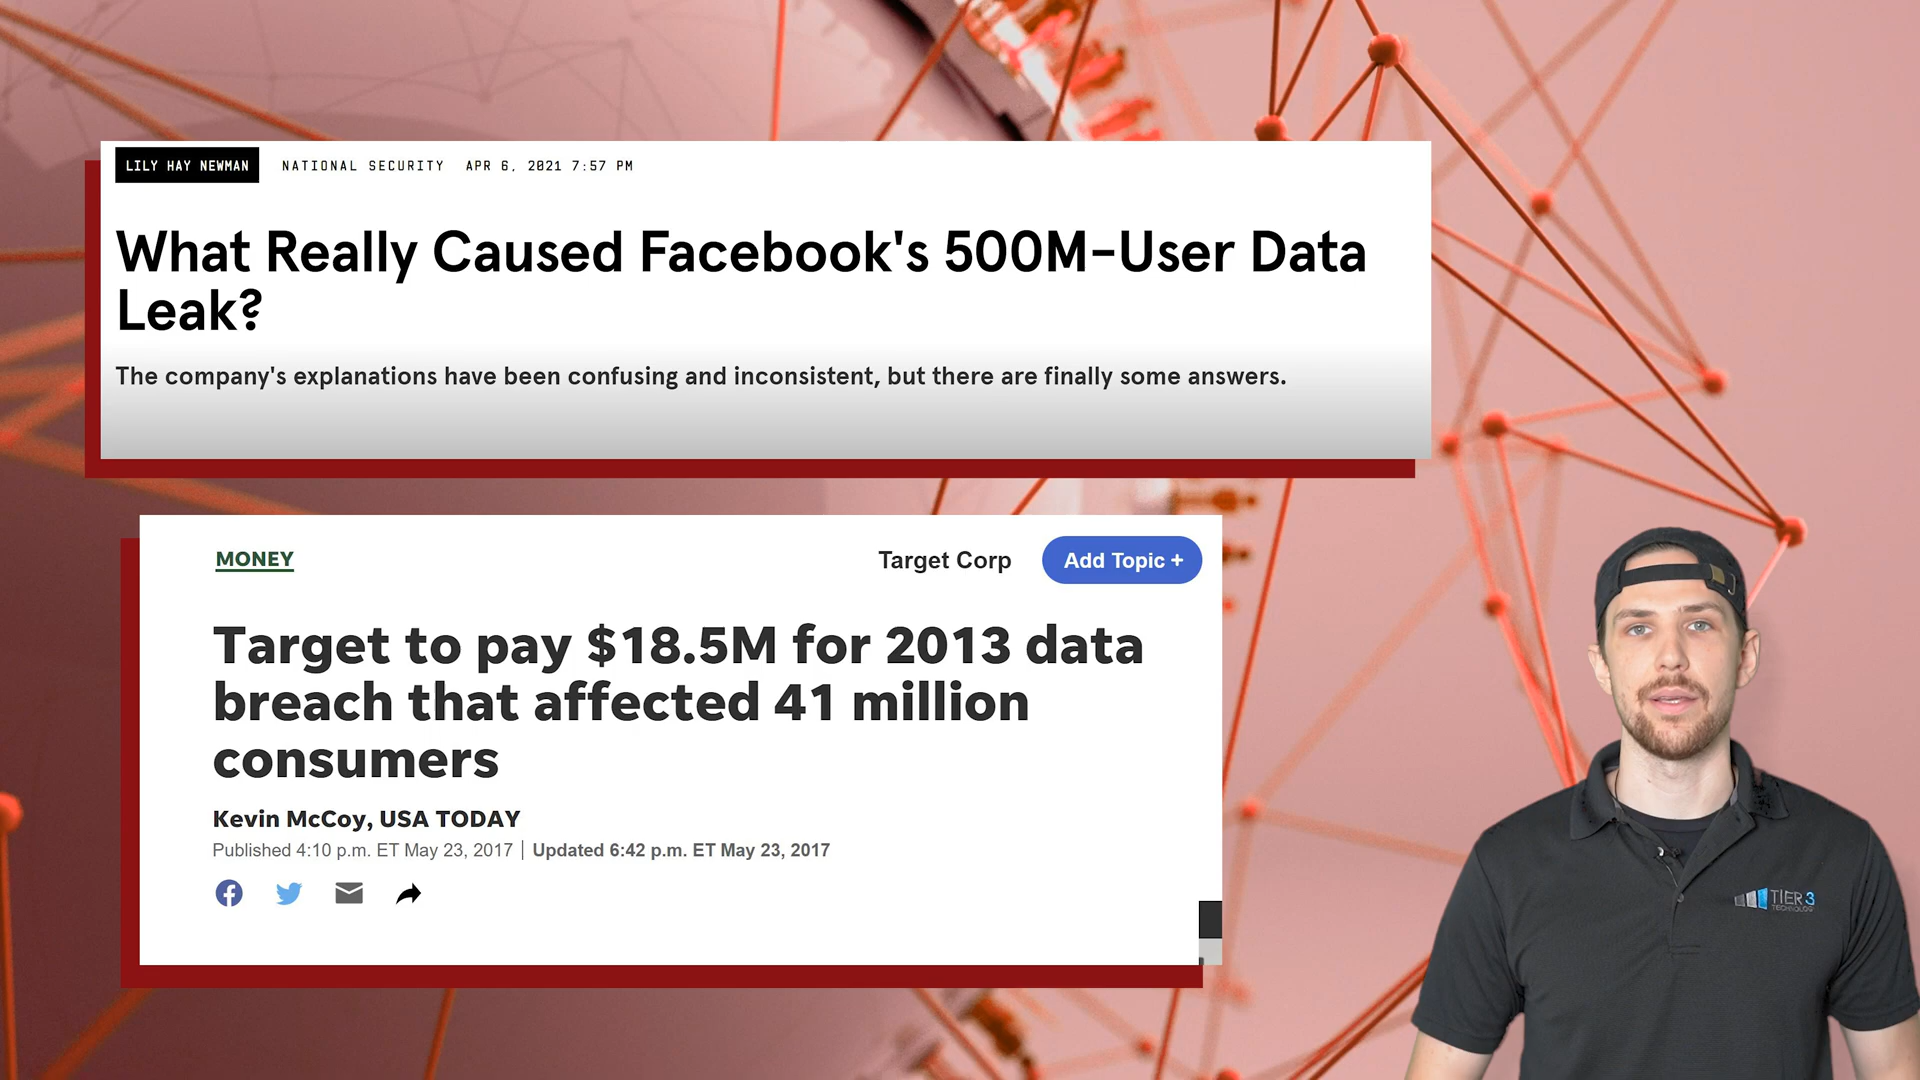 LILY HAY NEWMAN NATIONAL SECURITY APR 6, 2021 7:57 PM
What Really Caused Facebook's 500M-User Data
Leak?
The company's explanations have been confusing and inconsistent, but there are finally some answers.
MONEY Target Corp Add Topic +
Target to pay $18.5M for 2013 data
breach that affected 41 million
consumers
Kevin McCoy, USA TODAY
Published 4:10 p.m. ET May 23, 2017 | Updated 6:42 p.m. ET May 23, 2017
TIER 3
TECHNOLOGY